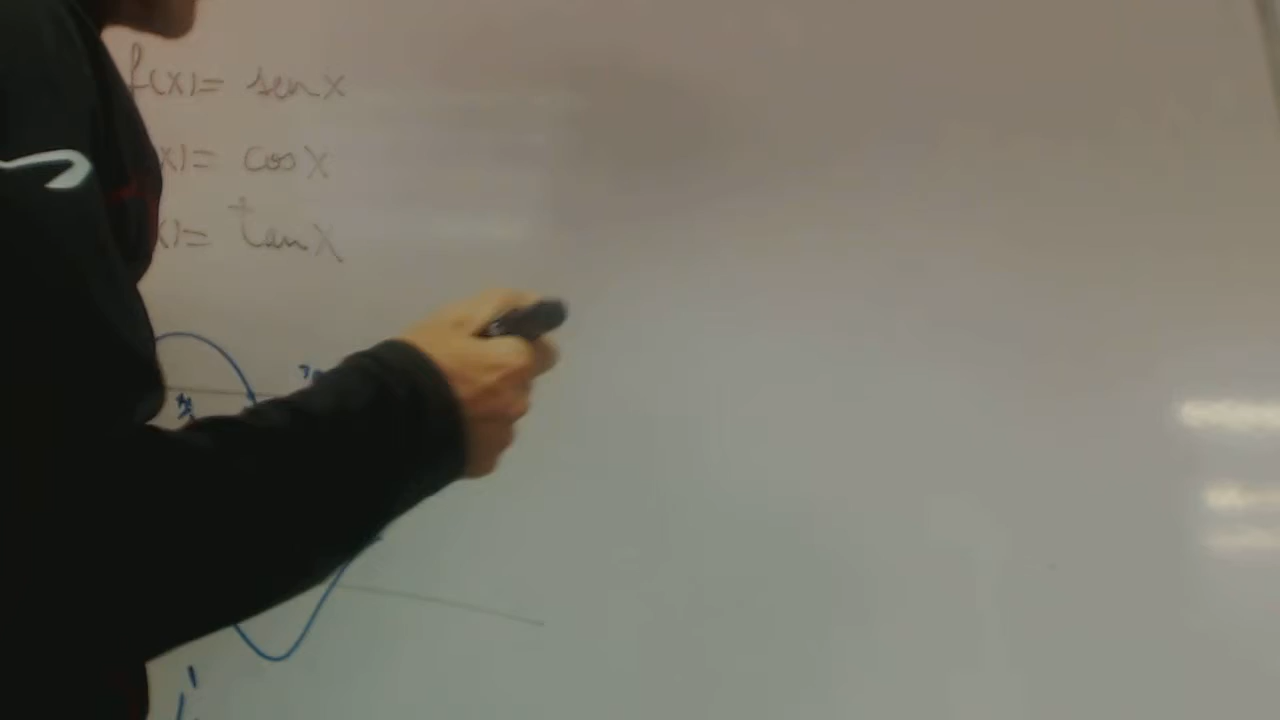 f(x)= sen x
x)= cos x
x)= tan x